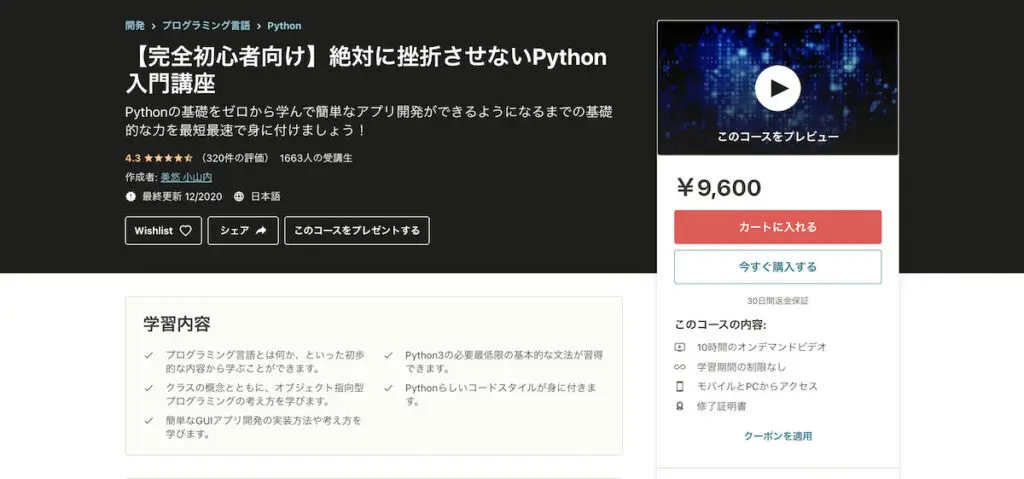 開発 > プログラミング言語 > Python
【完全初心者向け】絶対に挫折させないPython
入門講座
Pythonの基礎をゼロから学んで簡単なアプリ開発ができるようになるまでの基礎
的な力を最短最速で身に付けましょう！
4.3 ★★★★★ （320件の評価） 1663人の受講生
作成者: 美悠 小山内
最終更新 12/2020 日本語
Wishlist シェア このコースをプレゼントする
学習内容
プログラミング言語とは何か、といった初歩
的な内容から学ぶことができます。
クラスの概念とともに、オブジェクト指向型
プログラミングの考え方を学びます。
簡単なGUIアプリ開発の実装方法や考え方を
学びます。
Python3の必要最低限の基本的な文法が習得
できます。
Pythonらしいコードスタイルが身に付きま
す。
このコースをプレビュー
￥9,600
カートに入れる
今すぐ購入する
30日間返金保証
このコースの内容:
10時間のオンデマンドビデオ
学習期間の制限なし
モバイルとPCからアクセス
修了証明書
クーポンを適用